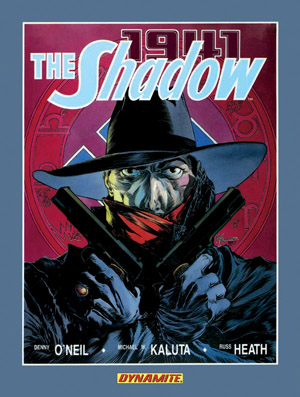 1941
THE Shadow
DENNY O'NEIL • MICHAEL W. KALUTA • RUSS HEATH
DYNAMITE.